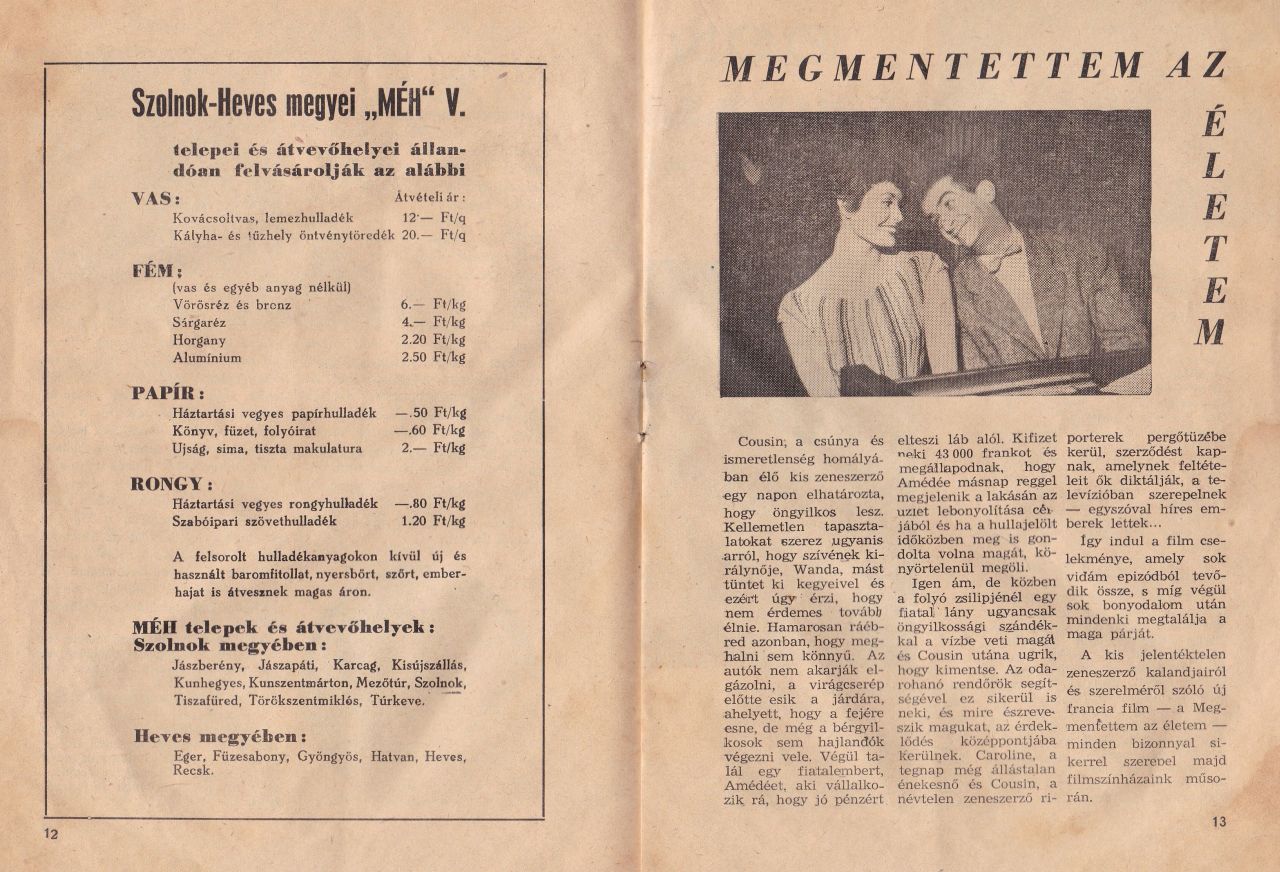 Szolnok-Heves megyei „MÉH“ V.
telepei és átvevőhelyei állan-
dóan felvásárolják az alábbi
VAS: Átvételi ár:
Kovácsoltvas, lemezhulladék 12·— Ft/q
Kályha- és tűzhely öntvénytöredék 20.— Ft/q
FÉM:
(vas és egyéb anyag nélkül)
Vörösréz és bronz 6.— Ft/kg
Sárgaréz 4.— Ft/kg
Horgany 2.20 Ft/kg
Alumínium 2.50 Ft/kg
PAPÍR:
Háztartási vegyes papírhulladék —.50 Ft/kg
Könyv, füzet, folyóirat —.60 Ft/kg
Ujság, sima, tiszta makulatura 2.— Ft/kg
RONGY:
Háztartási vegyes rongyhulladék —.80 Ft/kg
Szabóipari szövethulladék 1.20 Ft/kg
A felsorolt hulladékanyagokon kívül új és
használt baromfitollat, nyersbőrt, szőrt, ember-
hajat is átvesznek magas áron.
MÉH telepek és átvevőhelyek:
Szolnok megyében:
Jászberény, Jászapáti, Karcag, Kisújszállás,
Kunhegyes, Kunszentmárton, Mezőtúr, Szolnok,
Tiszafüred, Törökszentmiklós, Túrkeve.
Heves megyében:
Eger, Füzesabony, Gyöngyös, Hatvan, Heves,
Recsk.
12
MEGMENTETTEM AZ
É
L
E
T
E
M
Cousin, a csúnya és
ismeretlenség homályá-
ban élő kis zeneszerző
egy napon elhatározta,
hogy öngyilkos lesz.
Kellemetlen tapaszta-
latokat szerez ugyanis
arról, hogy szívének ki-
rálynője, Wanda, mást
tüntet ki kegyeivel és
ezért úgy érzi, hogy
nem érdemes tovább
élnie. Hamarosan ráéb-
red azonban, hogy meg-
halni sem könnyű. Az
autók nem akarják el-
gázolni, a virágcserép
előtte esik a járdára,
ahelyett, hogy a fejére
esne, de még a bérgyil-
kosok sem hajlandók
végezni vele. Végül ta-
lál egy fiatalembert,
Amédéet, aki vállalko-
zik rá, hogy jó pénzért
elteszi láb alól. Kifizet
neki 43 000 frankot és
megállapodnak, hogy
Amédée másnap reggel
megjelenik a lakásán az
üzlet lebonyolítása cél-
jából és ha a hullajelölt
időközben meg is gon-
dolta volna magát, kö-
nyörtelenül megöli.
Igen ám, de közben
a folyó zsilipjénél egy
fiatal lány ugyancsak
öngyilkossági szándék-
kal a vízbe veti magát
és Cousin utána ugrik,
hogy kimentse. Az oda-
rohanó rendőrök segít-
ségével ez sikerül is
neki, és mire észreve-
szik magukat, az érdek-
lődés középpontjába
kerülnek. Caroline, a
tegnap még állástalan
énekesnő és Cousin, a
névtelen zeneszerző ri-
porterek pergőtüzébe
kerül, szerződést kap-
nak, amelynek feltéte-
leit ők diktálják, a te-
levízióban szerepelnek
— egyszóval híres em-
berek lettek...
Így indul a film cse-
lekménye, amely sok
vidám epizódból tevő-
dik össze, s míg végül
sok bonyodalom után
mindenki megtalálja a
maga párját.
A kis jelentéktelen
zeneszerző kalandjairól
és szerelméről szóló új
francia film — a Meg-
mentettem az életem —
minden bizonnyal si-
kerrel szerepel majd
filmszínházaink műso-
rán.
13